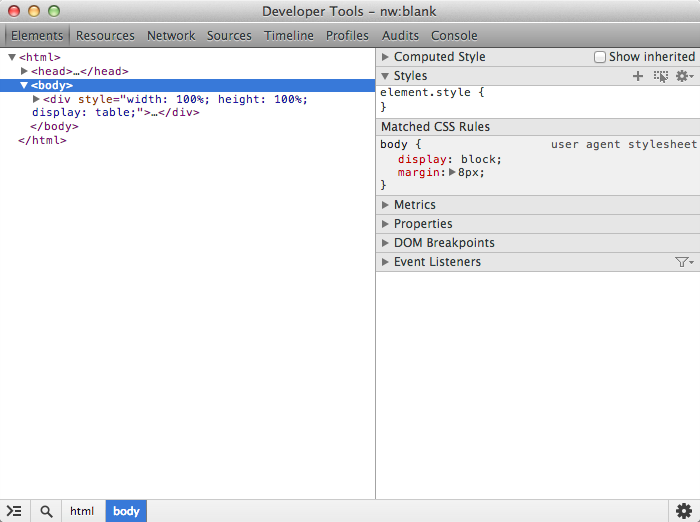 Developer Tools - nw:blank
Elements Resources Network Sources Timeline Profiles Audits Console
<html>
<head>…</head>
<body>
<div style="width: 100%; height: 100%;
display: table;">…</div>
</body>
</html>
Computed Style Show inherited
Styles
element.style {
}
Matched CSS Rules
body { user agent stylesheet
display: block;
margin: 8px;
}
Metrics
Properties
DOM Breakpoints
Event Listeners
html body